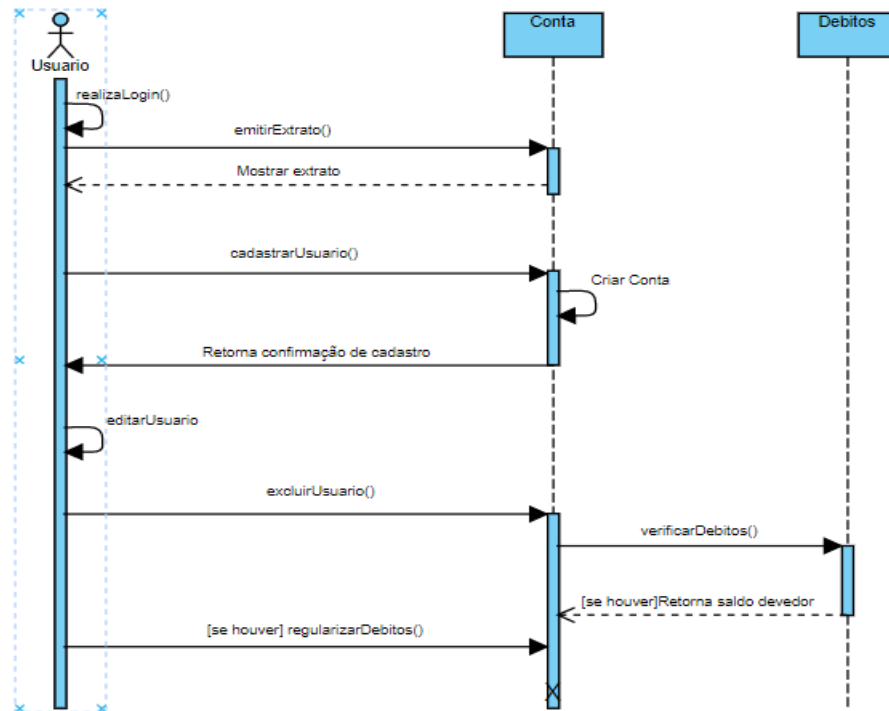 Conta
Debitos
Usuario
realizaLogin()
emitirExtrato()
Mostrar extrato
cadastrarUsuario()
Criar Conta
Retorna confirmação de cadastro
editarUsuario
excluirUsuario()
verificarDebitos()
[se houver]Retorna saldo devedor
[se houver] regularizarDebitos()